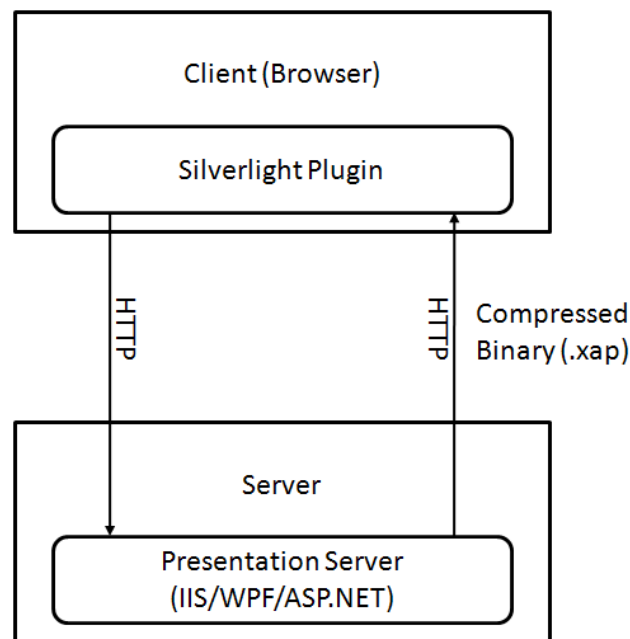 Client (Browser)
Silverlight Plugin
HTTP
HTTP
Compressed
Binary (.xap)
Server
Presentation Server
(IIS/WPF/ASP.NET)